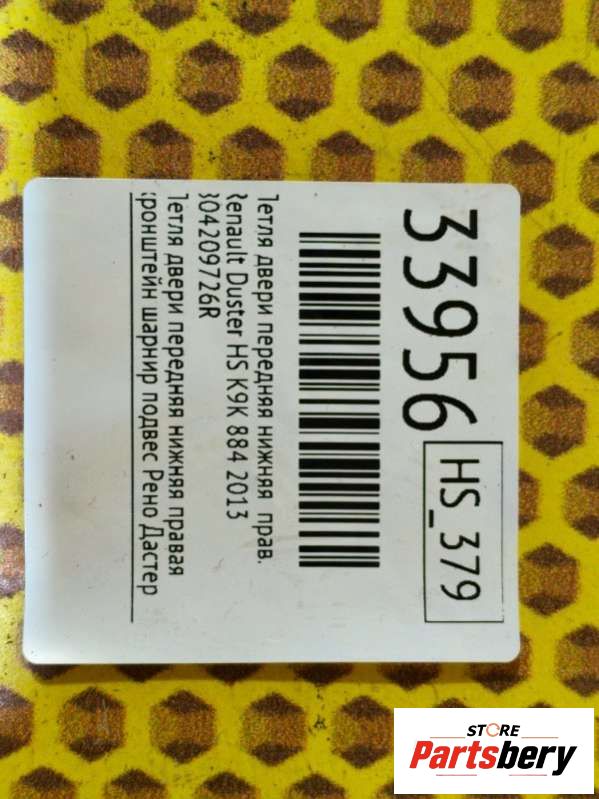 33956
HS_379
Петля двери передняя нижняя прав.
Renault Duster HS K9K 884 2013
804209726R
Петля двери передняя нижняя правая
кронштейн шарнир подвес Рено Дастер
STORE
Partsbery